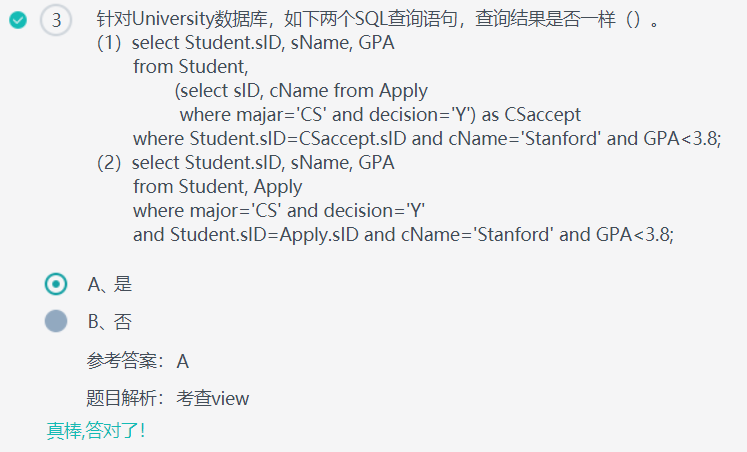 3 针对University数据库，如下两个SQL查询语句，查询结果是否一样（）。
（1）select Student.sID, sName, GPA
from Student,
(select sID, cName from Apply
where majar='CS' and decision='Y') as CSaccept
where Student.sID=CSaccept.sID and cName='Stanford' and GPA<3.8;
（2）select Student.sID, sName, GPA
from Student, Apply
where major='CS' and decision='Y'
and Student.sID=Apply.sID and cName='Stanford' and GPA<3.8;
A、是
B、否
参考答案：A
题目解析：考查view
真棒,答对了！